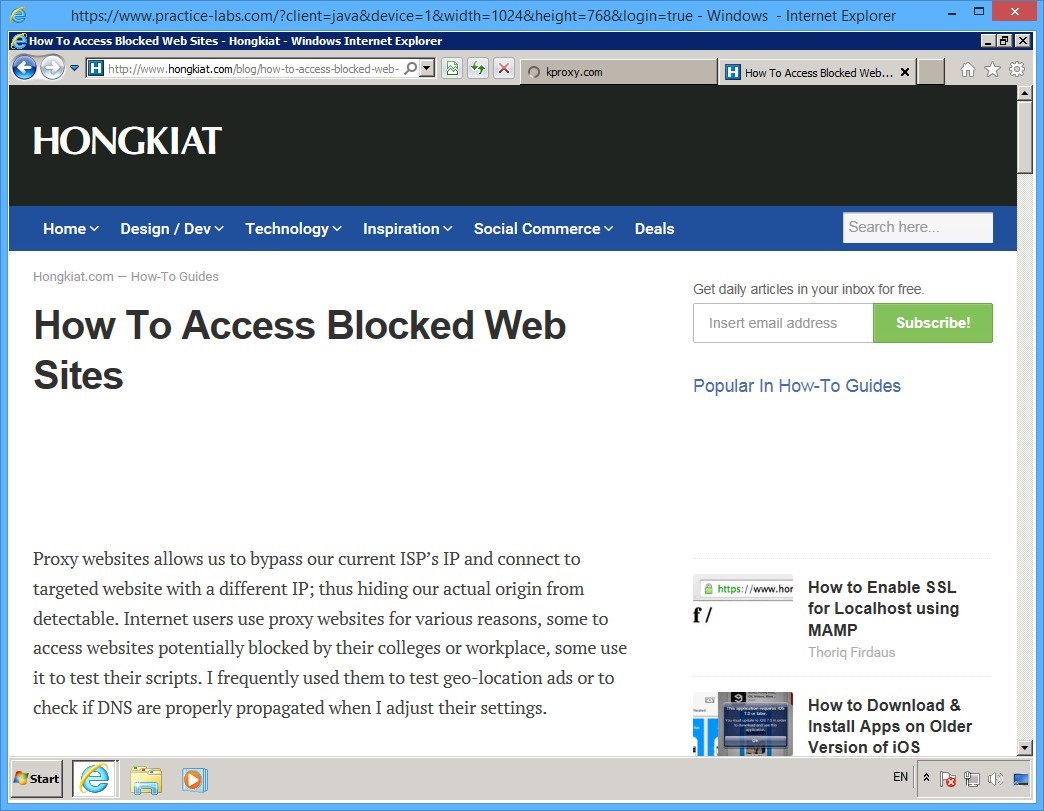 https://www.practice-labs.com/?client=java&device=1&width=1024&height=768&login=true - Windows - Internet Explorer
How To Access Blocked Web Sites - Hongkiat - Windows Internet Explorer
http://www.hongkiat.com/blog/how-to-access-blocked-web-
kproxy.com
How To Access Blocked Web...
HONGKIAT
Home
Design / Dev
Technology
Inspiration
Social Commerce
Deals
Search here...
Hongkiat.com — How-To Guides
How To Access Blocked Web
Sites
Proxy websites allows us to bypass our current ISP’s IP and connect to
targeted website with a different IP; thus hiding our actual origin from
detectable. Internet users use proxy websites for various reasons, some to
access websites potentially blocked by their colleges or workplace, some use
it to test their scripts. I frequently used them to test geo-location ads or to
check if DNS are properly propagated when I adjust their settings.
Get daily articles in your inbox for free.
Insert email address
Subscribe!
Popular In How-To Guides
https://www.hor
f /
How to Enable SSL
for Localhost using
MAMP
Thoriq Firdaus
How to Download &
Install Apps on Older
Version of iOS
Start
EN